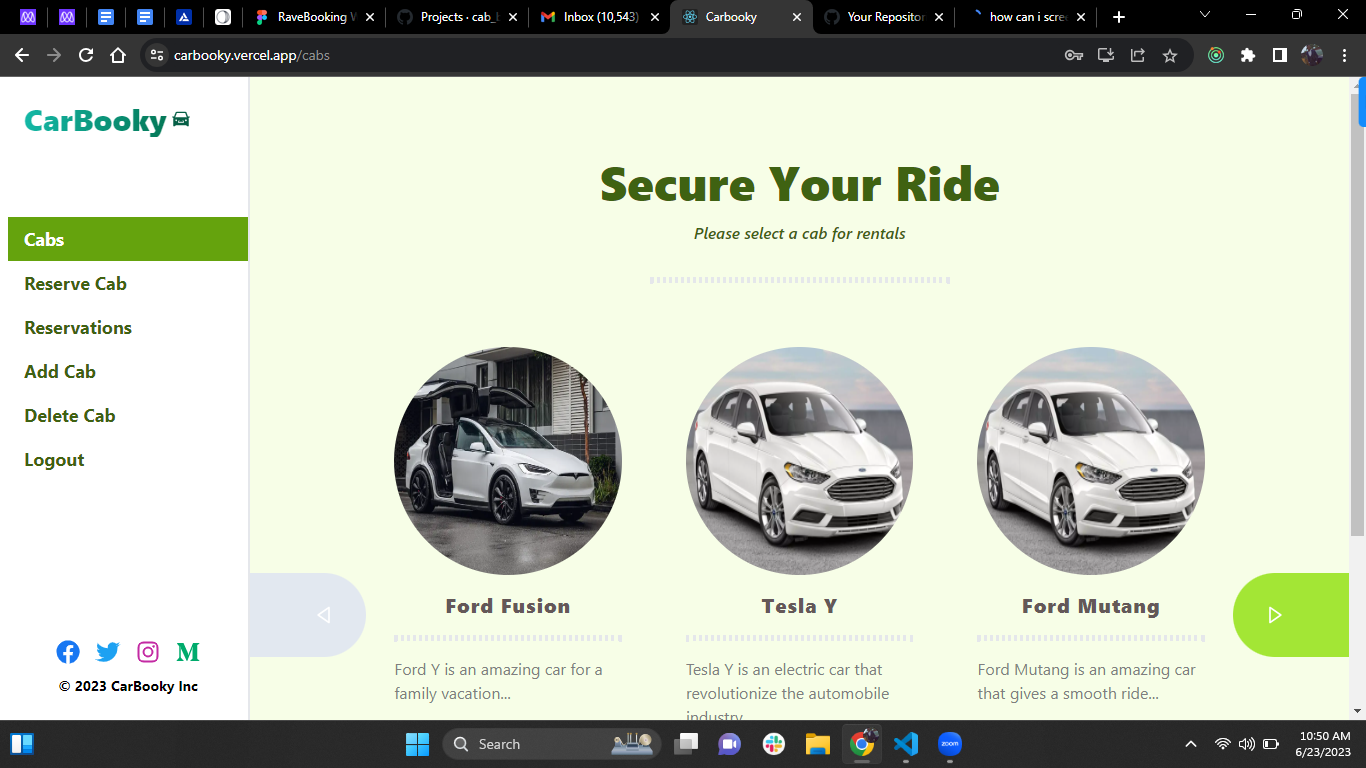 RaveBooking W
Projects · cab_b
Inbox (10,543)
Carbooky
Your Repositor
how can i scre
carbooky.vercel.app/cabs
CarBooky
Cabs
Reserve Cab
Reservations
Add Cab
Delete Cab
Logout
© 2023 CarBooky Inc
Secure Your Ride
Please select a cab for rentals
Ford Fusion
Ford Y is an amazing car for a
family vacation...
Tesla Y
Tesla Y is an electric car that
revolutionize the automobile
industry
Ford Mutang
Ford Mutang is an amazing car
that gives a smooth ride...
Search
zoom
10:50 AM
6/23/2023